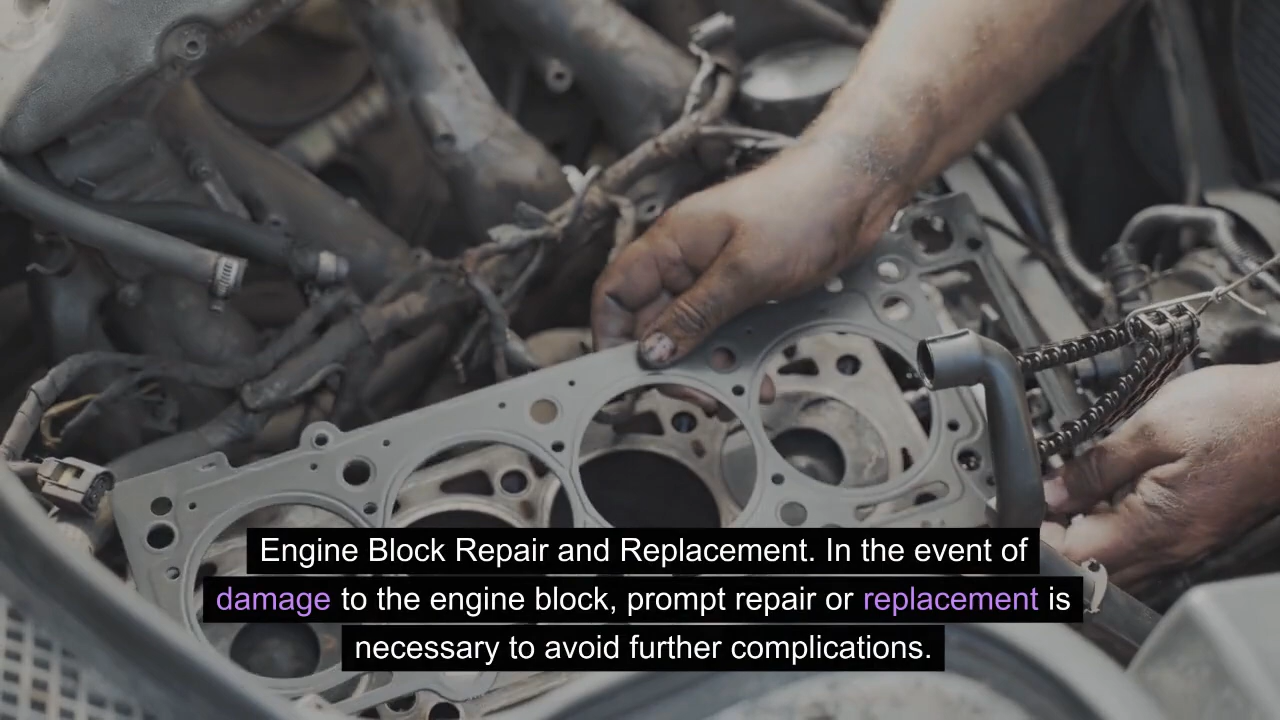 Engine Block Repair and Replacement. In the event of
damage to the engine block, prompt repair or replacement is
necessary to avoid further complications.